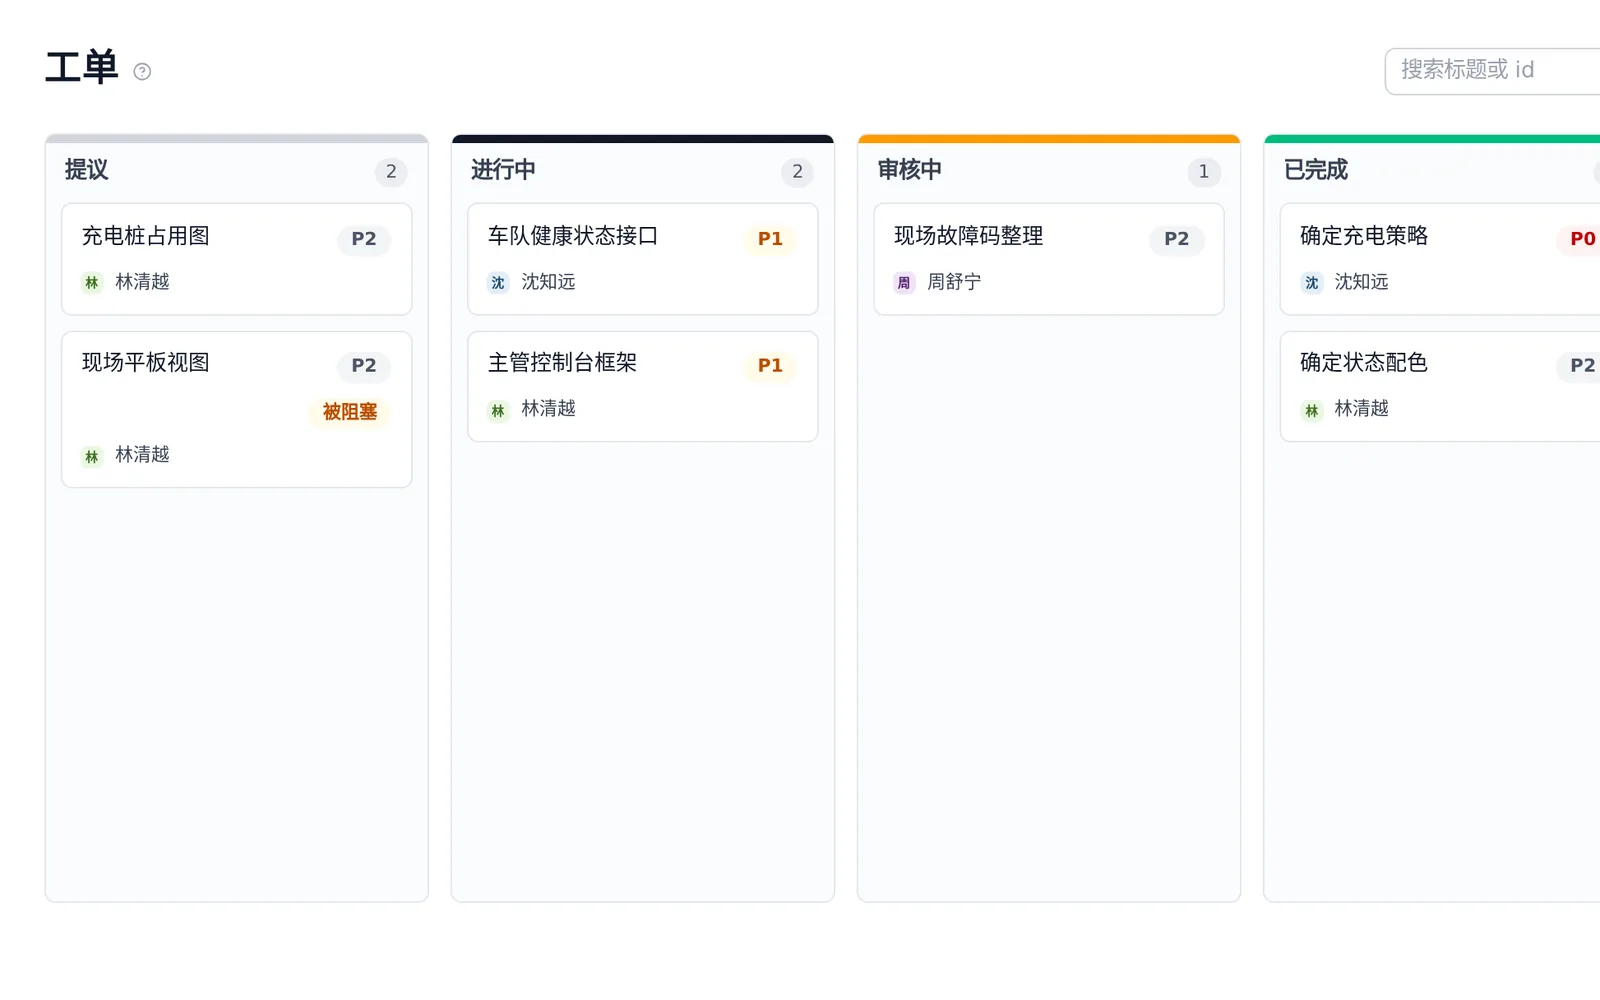 工单
搜索标题或 id
提议 2
充电桩占用图 P2
林 林清越
现场平板视图 P2
被阻塞
林 林清越
进行中 2
车队健康状态接口 P1
沈 沈知远
主管控制台框架 P1
林 林清越
审核中 1
现场故障码整理 P2
周 周舒宁
已完成
确定充电策略 P0
沈 沈知远
确定状态配色 P2
林 林清越